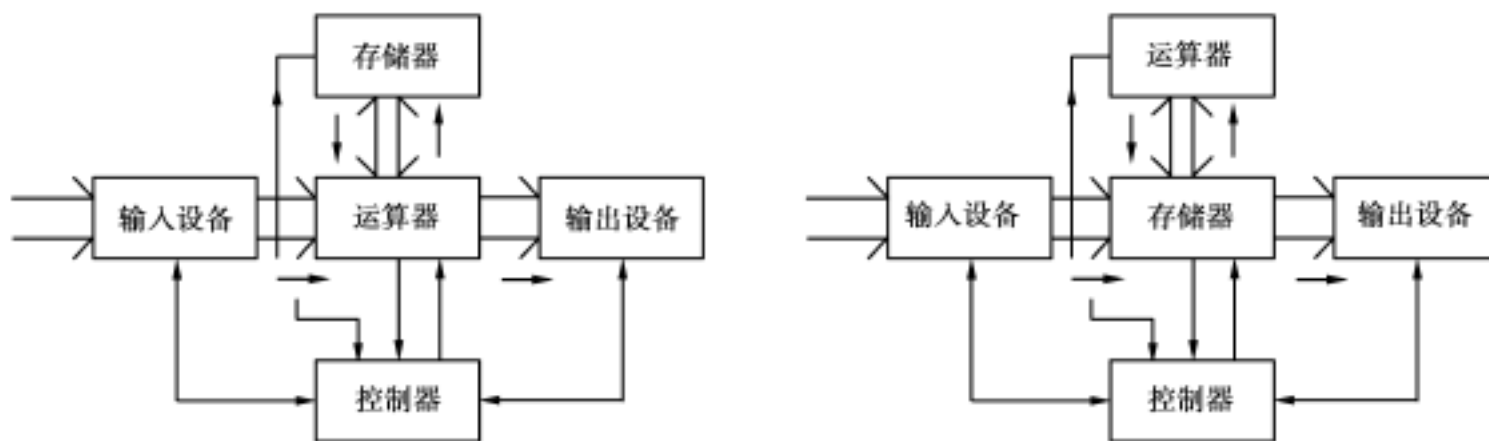 存储器
运算器
输入设备
运算器
输出设备
输入设备
存储器
输出设备
控制器
控制器